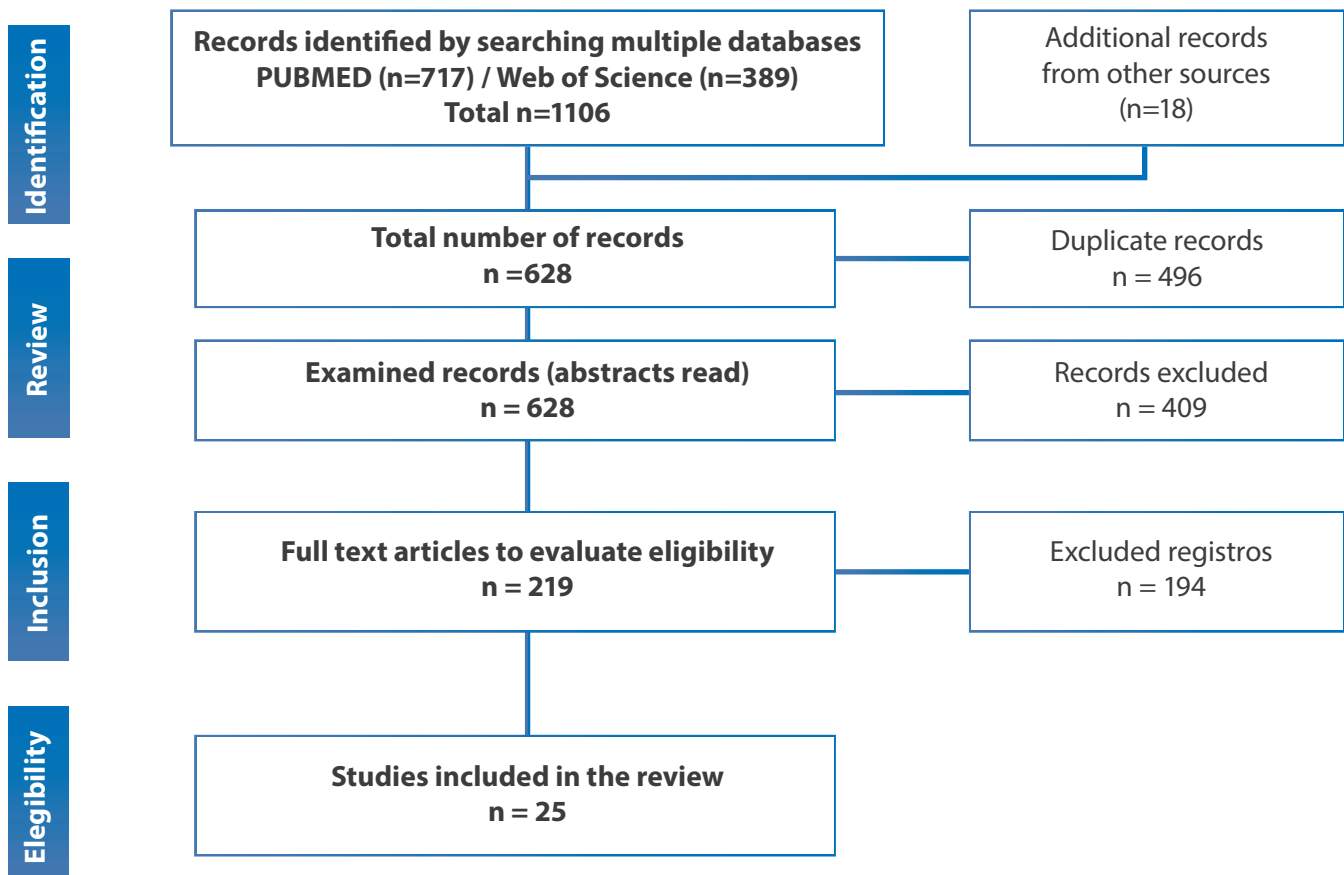 Identification
Records identified by searching multiple databases
PUBMED (n=717) / Web of Science (n=389)
Total n=1106
Additional records
from other sources
(n=18)
Total number of records
n =628
Duplicate records
n = 496
Review
Examined records (abstracts read)
n = 628
Records excluded
n = 409
Inclusion
Full text articles to evaluate eligibility
n = 219
Excluded registros
n = 194
Elegibility
Studies included in the review
n = 25